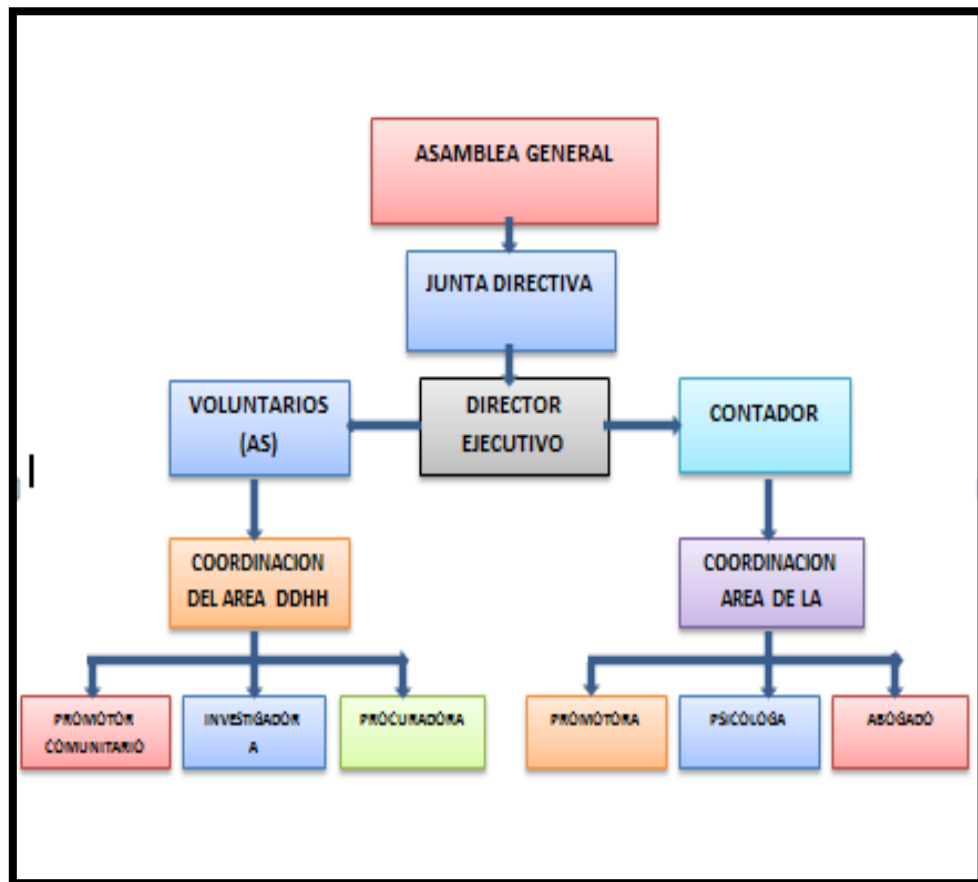 ASAMBLEA GENERAL
JUNTA DIRECTIVA
VOLUNTARIOS
(AS)
DIRECTOR
EJECUTIVO
CONTADOR
COORDINACION
DEL AREA DDHH
COORDINACION
AREA DE LA
PROMOTOR
COMUNITARIO
INVESTIGADOR
A
PROCURADORA
PROMOTORA
PSICOLOGA
ABOGADO